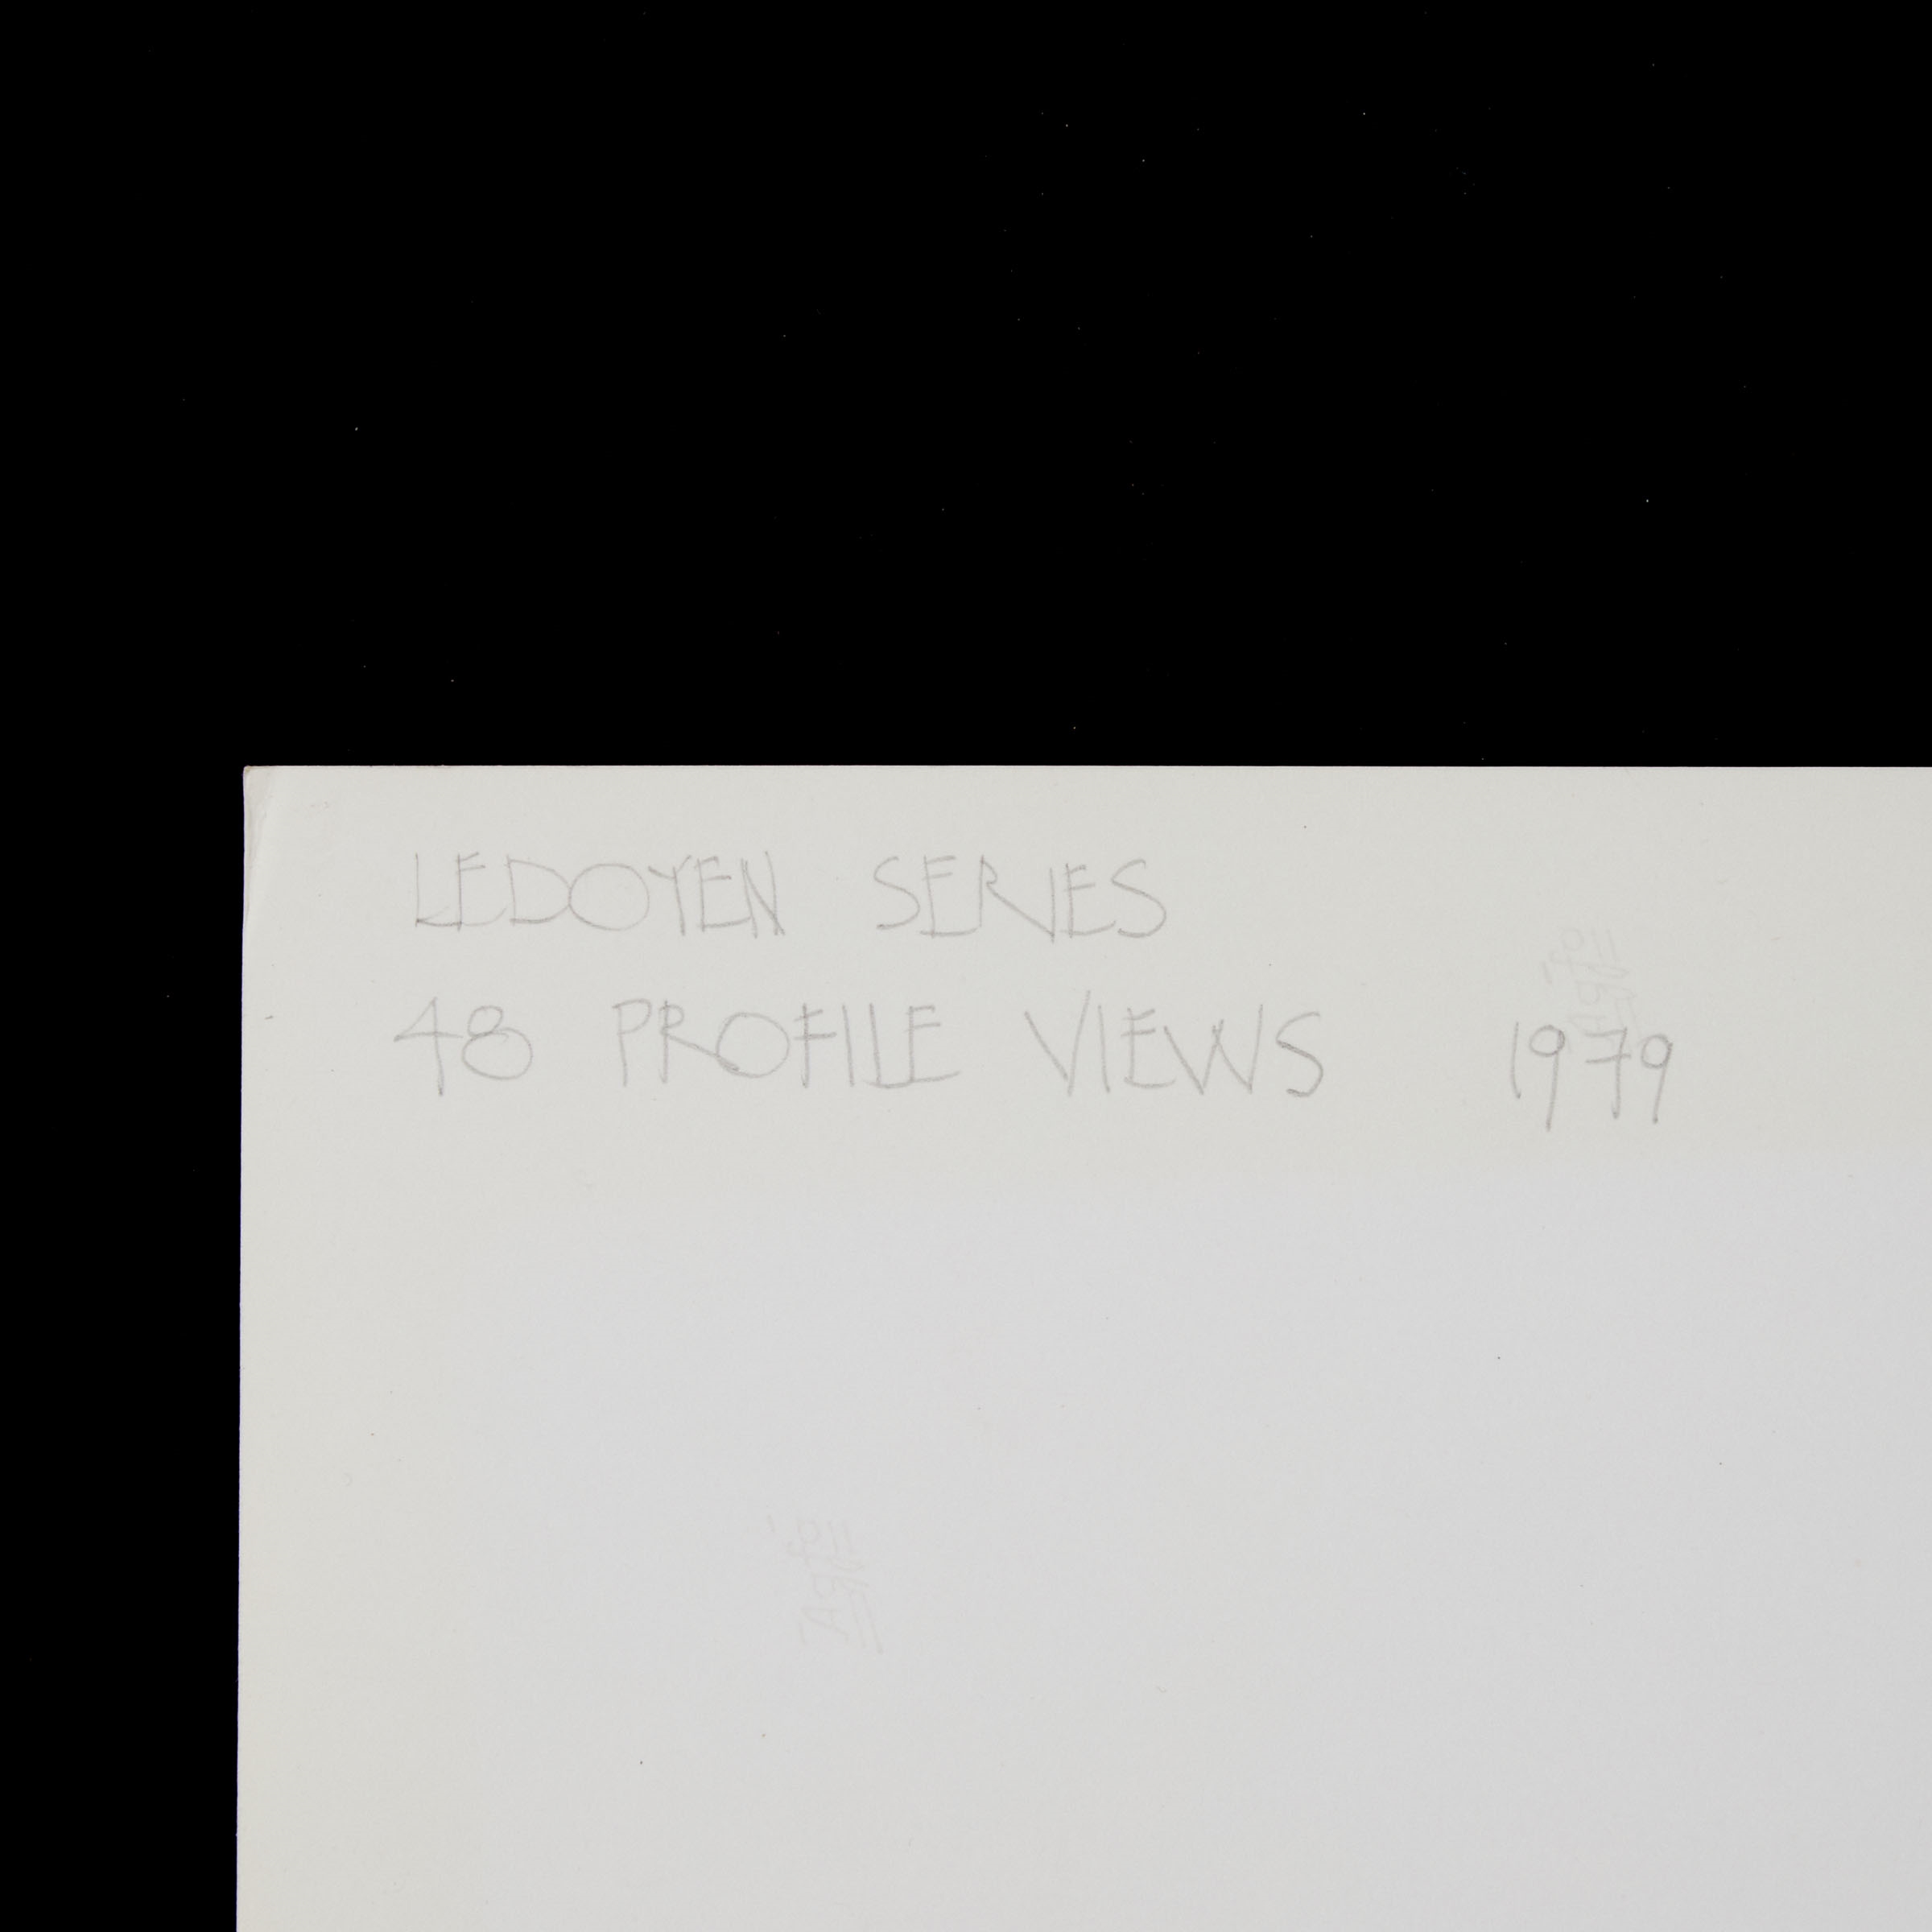 LEDOYEN SERIES
48 PROFILE VIEWS 1979